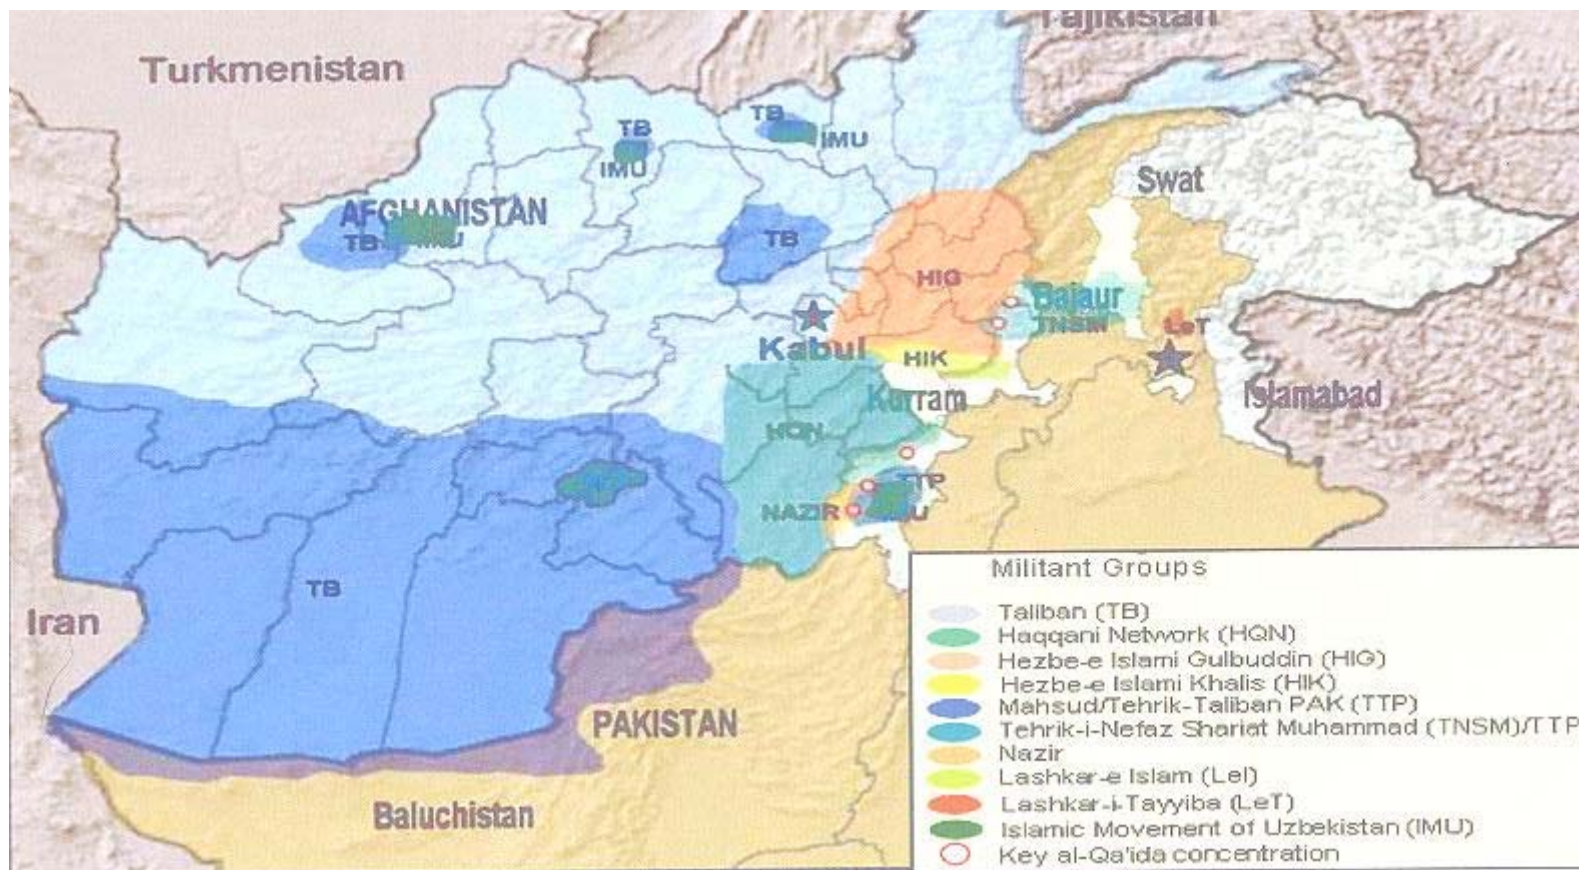 Tajikistan
Turkmenistan
TB
TB
IMU
IMU
Swat
AFGHANISTAN
TB
IMU
TB
HIG
Bajaur
TNSM
LeT
Kabul
HIK
Islamabad
Kurram
HQN
TTP
NAZIR
IMU
TB
Iran
PAKISTAN
Baluchistan
Militant Groups
Taliban (TB)
Haqqani Network (HQN)
Hezbe-e Islami Gulbuddin (HIG)
Hezbe-e Islami Khalis (HIK)
Mahsud/Tehrik-Taliban PAK (TTP)
Tehrik-i-Nefaz Shariat Muhammad (TNSM)/TTP
Nazir
Lashkar-e Islam (LeI)
Lashkar-i-Tayyiba (LeT)
Islamic Movement of Uzbekistan (IMU)
Key al-Qa'ida concentration